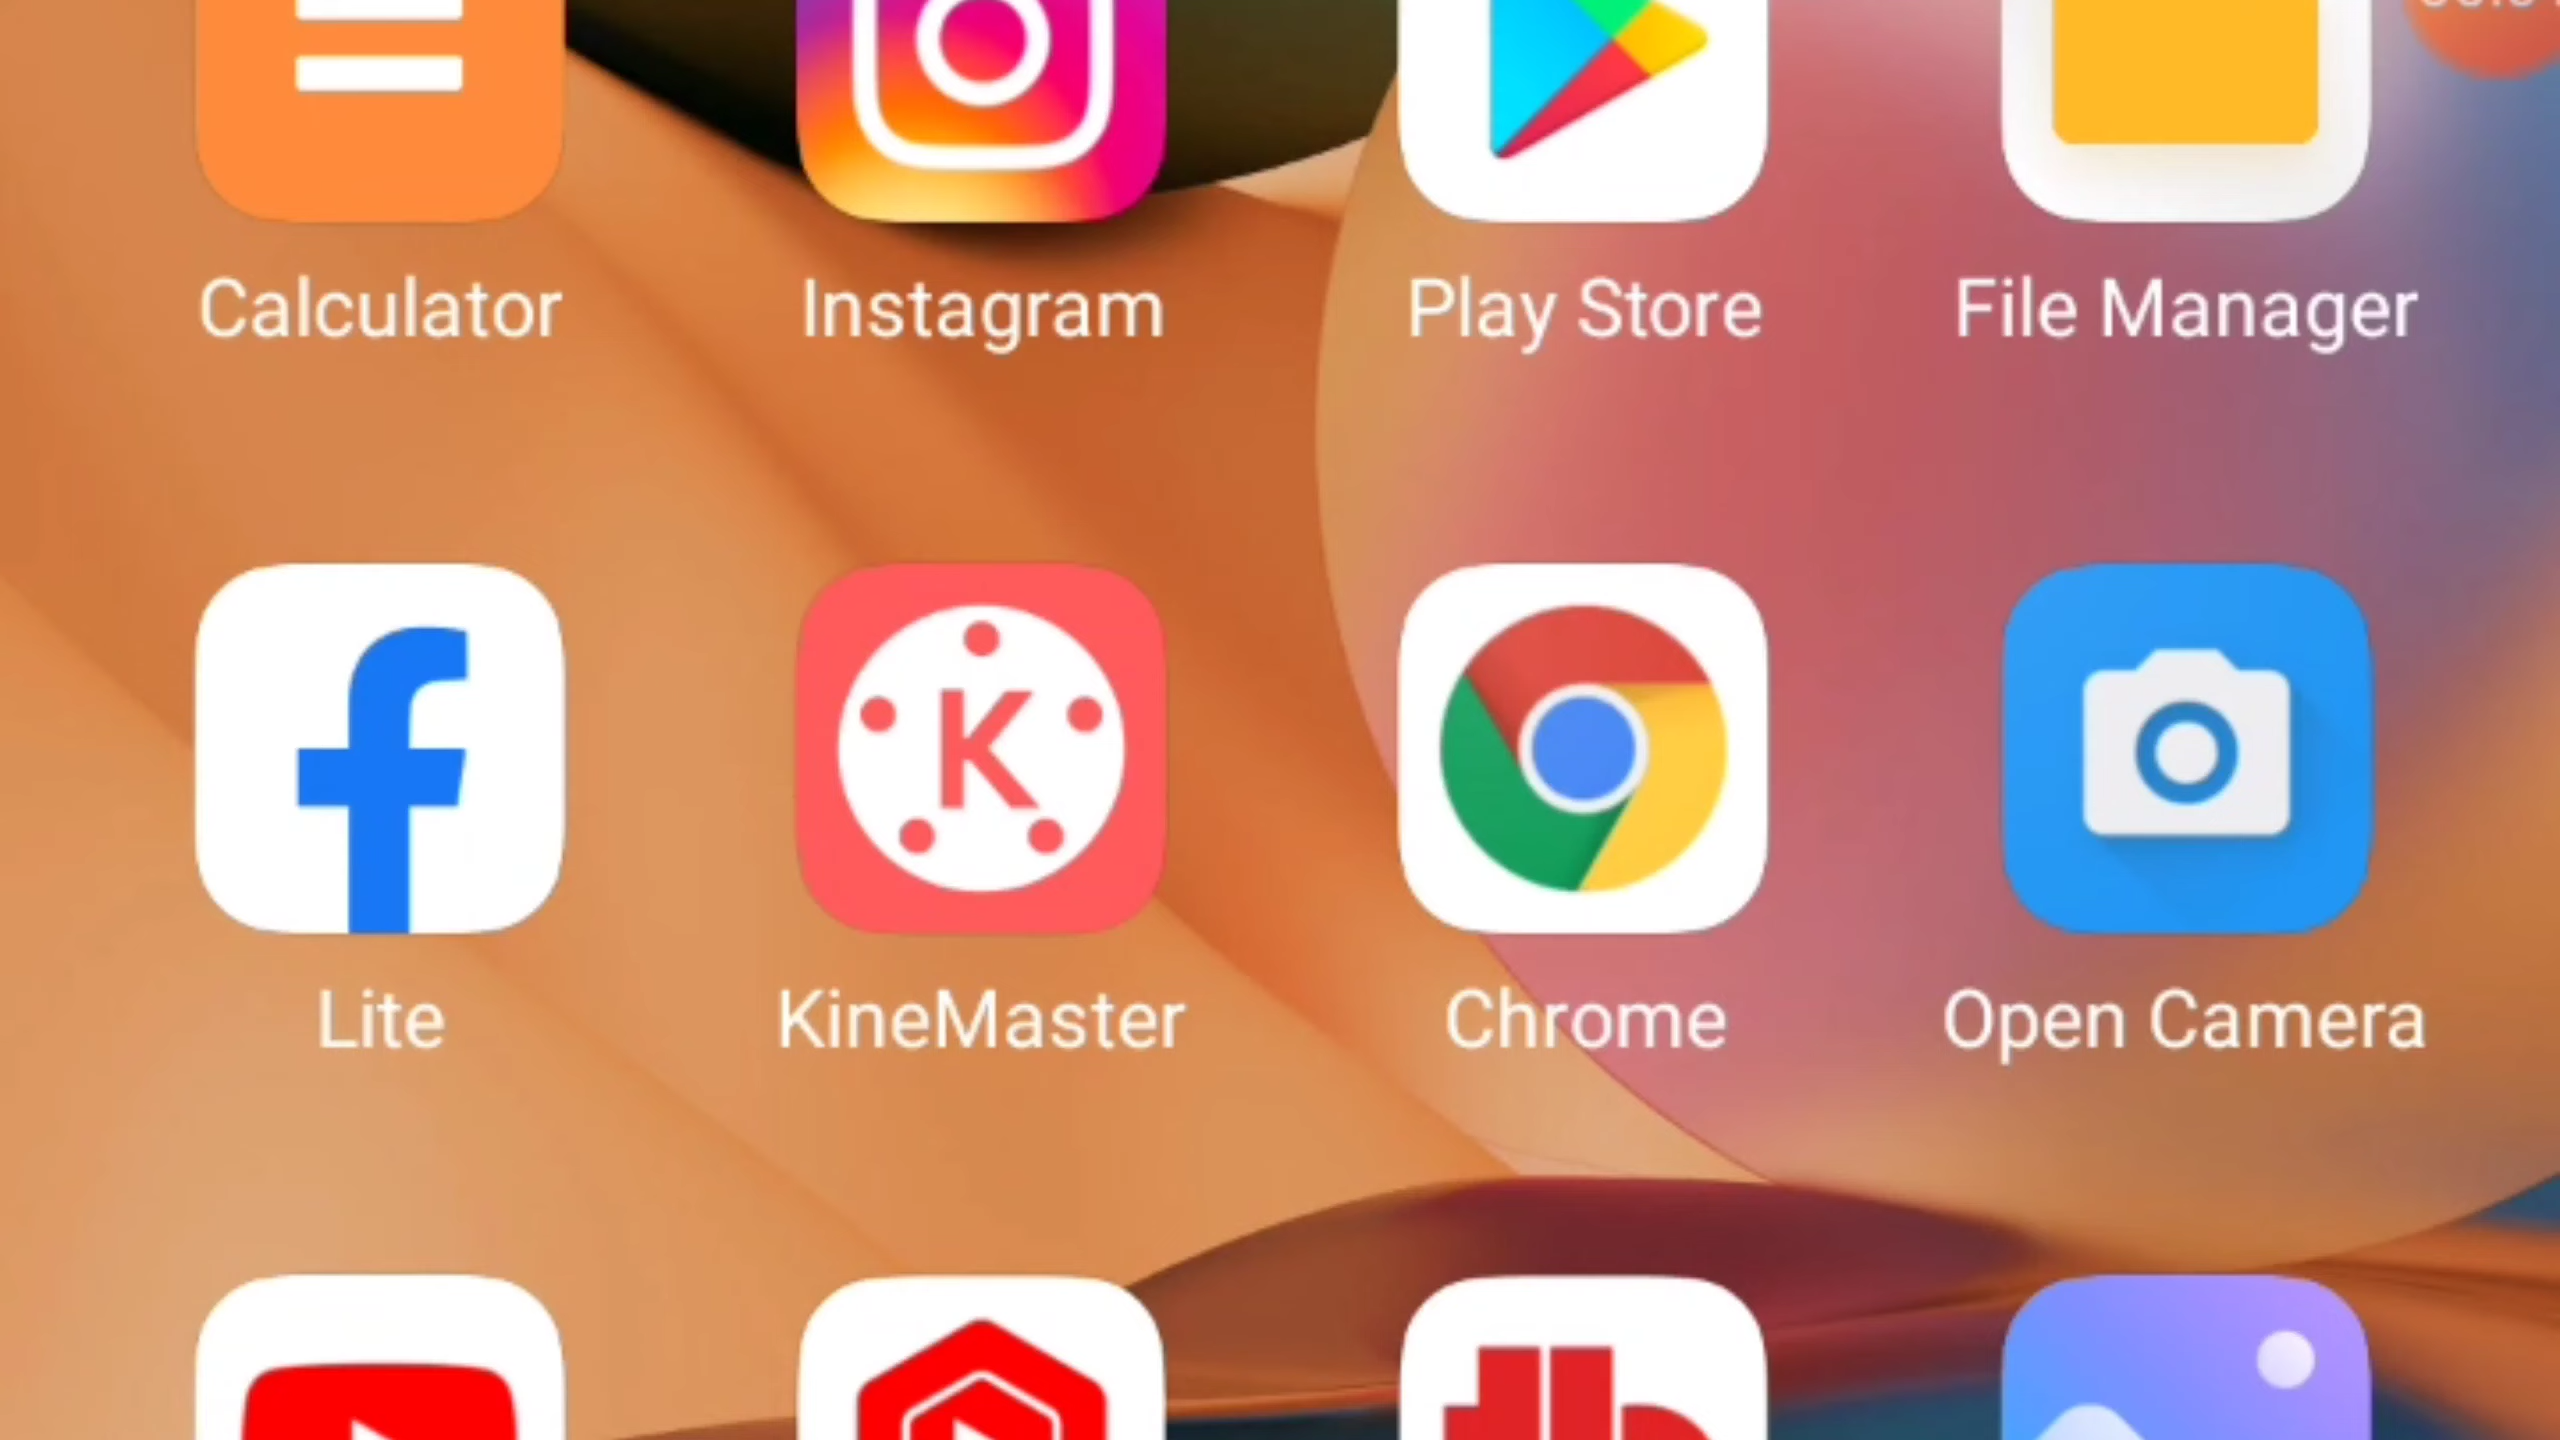 Calculator
Instagram
Play Store
File Manager
K
Lite
KineMaster
Chrome
Open Camera